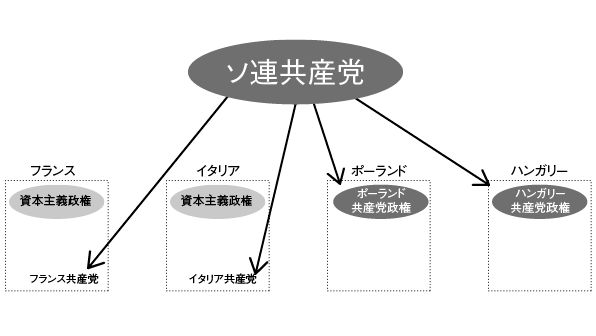 ソ連共産党
フランス
イタリア
ポーランド
ハンガリー
資本主義政権
資本主義政権
ポーランド
共産党政権
ハンガリー
共産党政権
フランス共産党
イタリア共産党